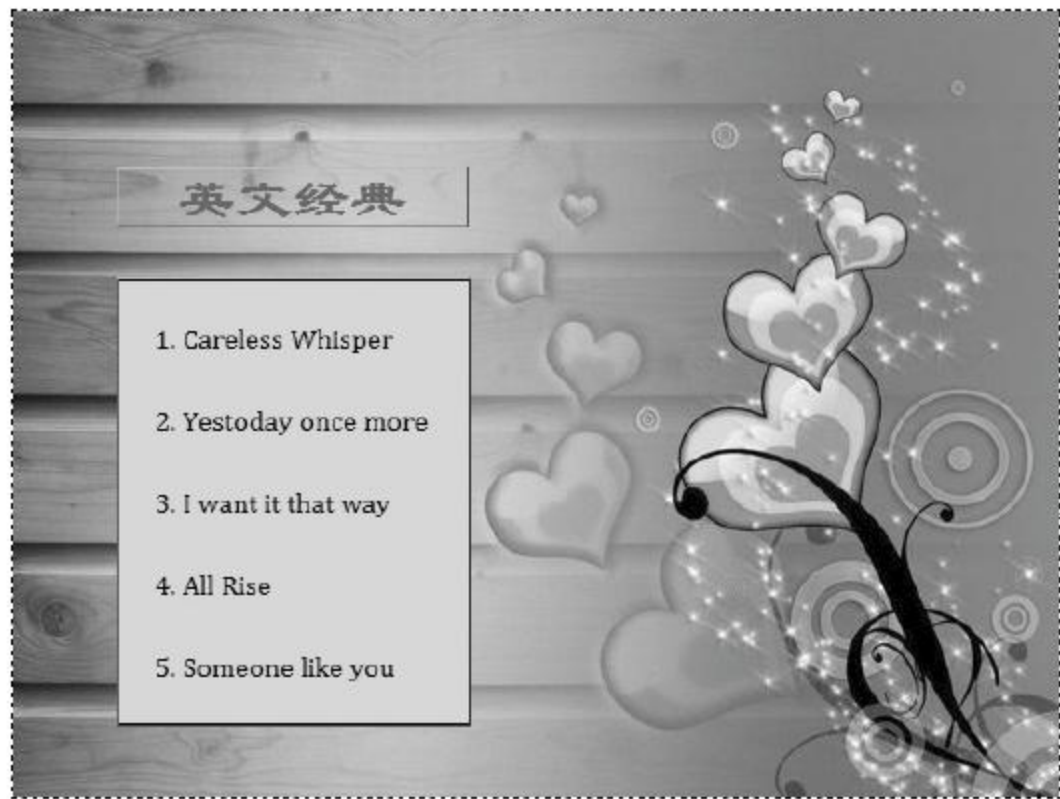 英文经典
1. Careless Whisper
2. Yestoday once more
3. I want it that way
4. All Rise
5. Someone like you